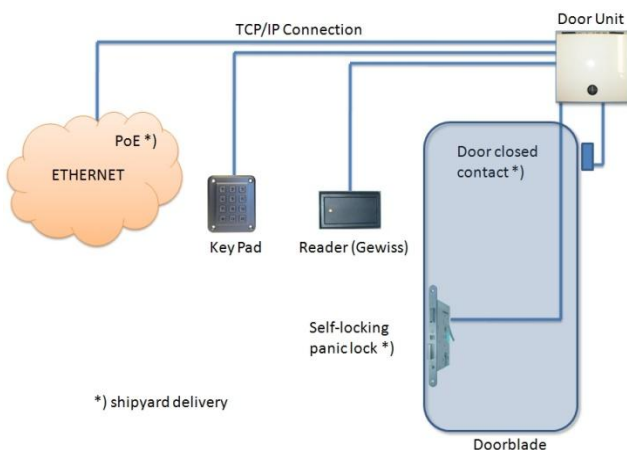 TCP/IP Connection
Door Unit
PoE *)
ETHERNET
Door closed
contact *)
Key Pad
Reader (Gewiss)
Self-locking
panic lock *)
*) shipyard delivery
Doorblade